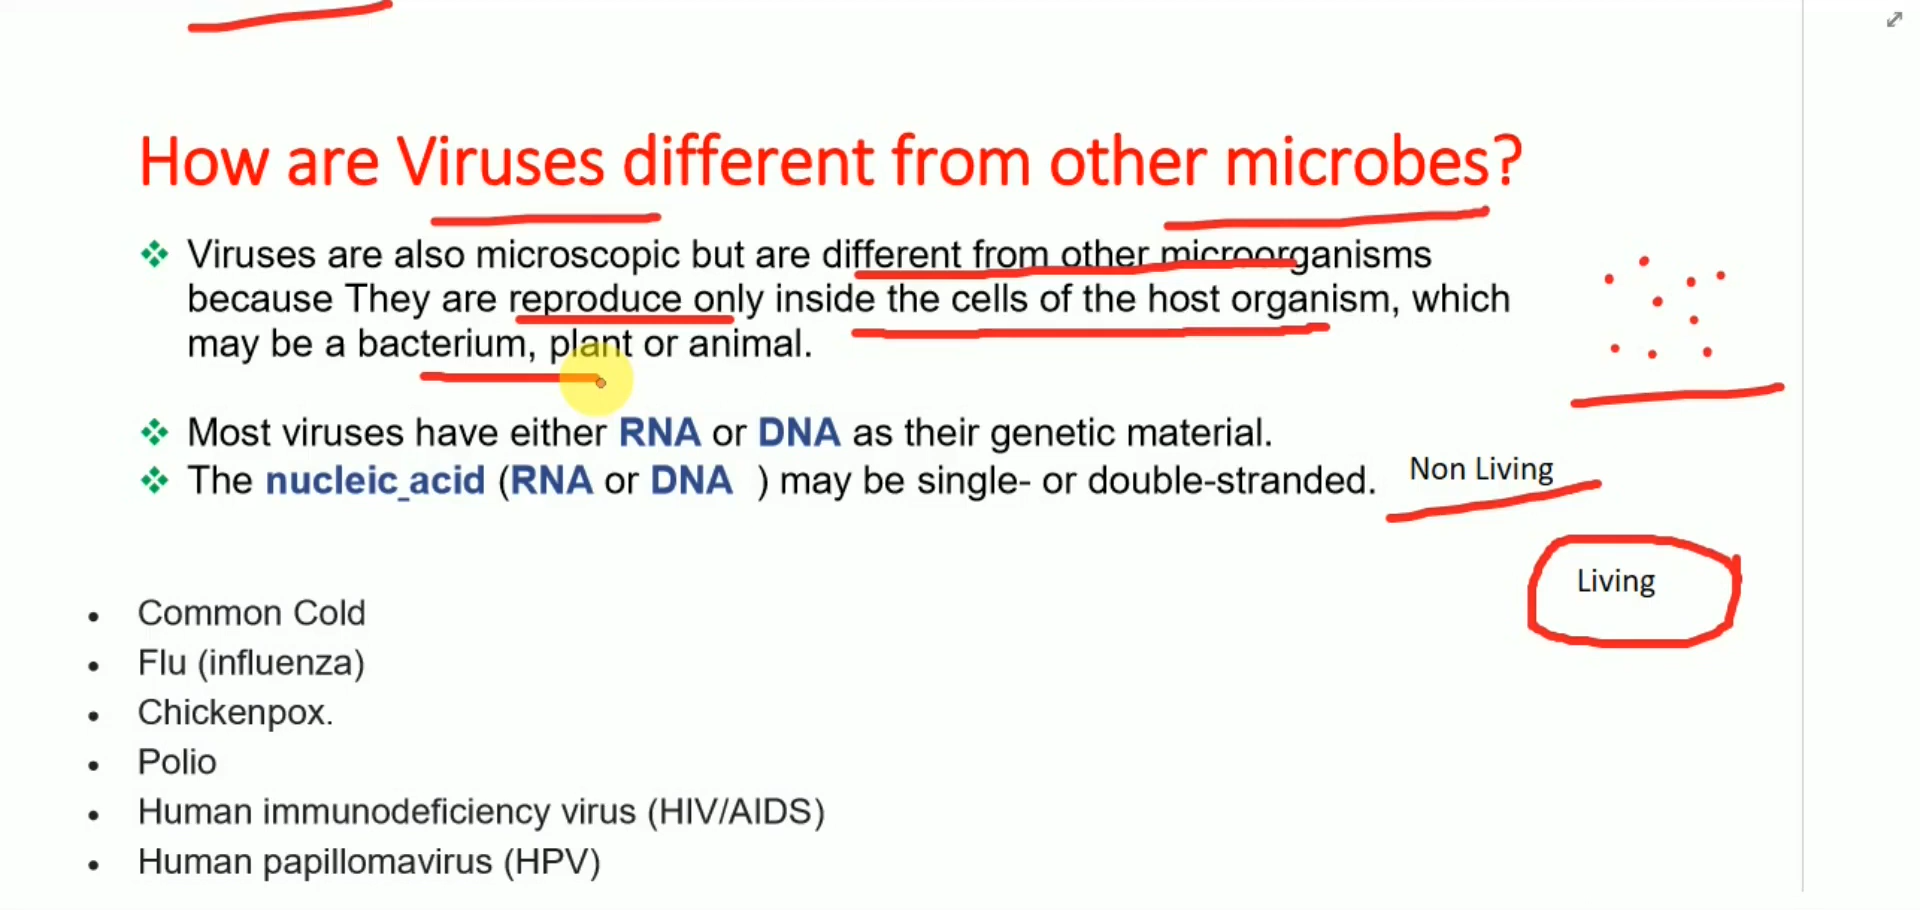 How are Viruses different from other microbes?
Viruses are also microscopic but are different from other microorganisms
because They are reproduce only inside the cells of the host organism, which
may be a bacterium, plant or animal.
Most viruses have either RNA or DNA as their genetic material.
The nucleic_acid (RNA or DNA ) may be single- or double-stranded.
Non Living
Living
Common Cold
Flu (influenza)
Chickenpox.
Polio
Human immunodeficiency virus (HIV/AIDS)
Human papillomavirus (HPV)